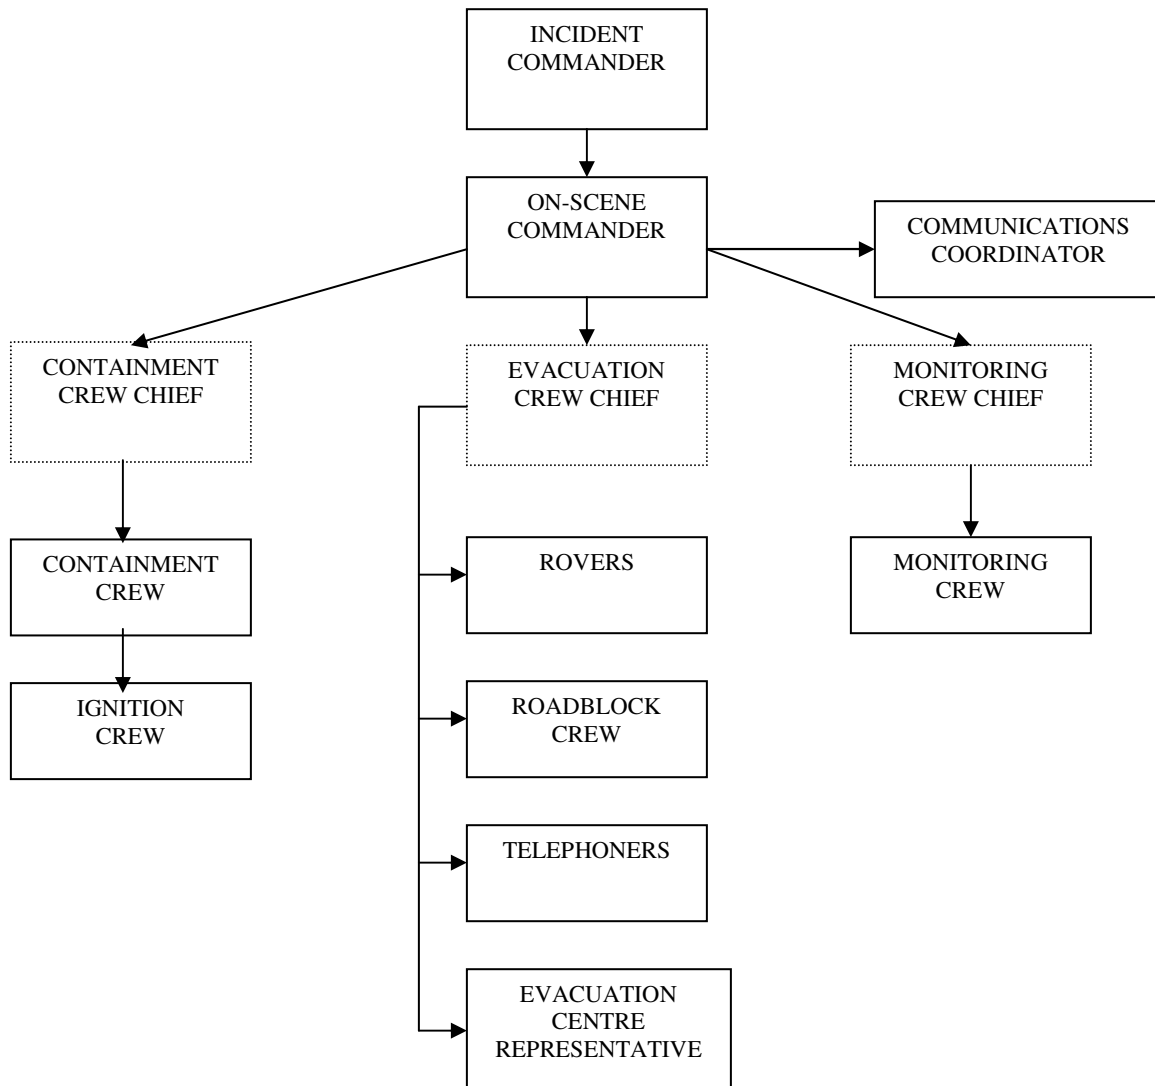 INCIDENT
COMMANDER
ON-SCENE
COMMANDER
COMMUNICATIONS
COORDINATOR
CONTAINMENT
CREW CHIEF
EVACUATION
CREW CHIEF
MONITORING
CREW CHIEF
CONTAINMENT
CREW
ROVERS
MONITORING
CREW
IGNITION
CREW
ROADBLOCK
CREW
TELEPHONERS
EVACUATION
CENTRE
REPRESENTATIVE